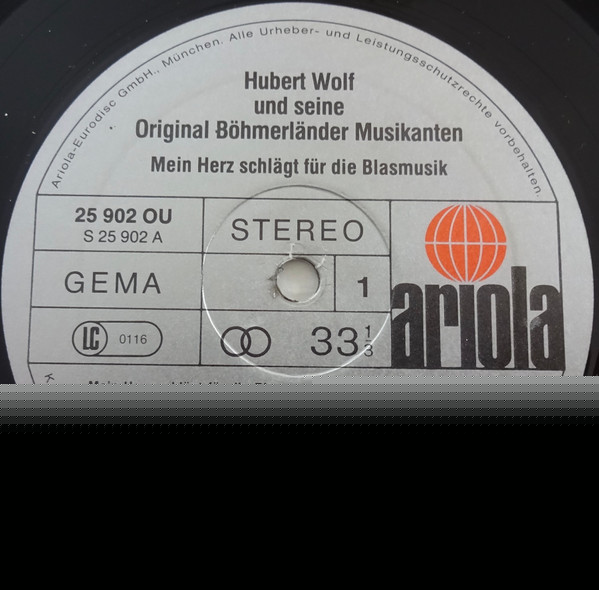 Ariola-Eurodisc GmbH., München. Alle Urheber- und Leistungsschutzrechte vorbehalten.
Hubert Wolf
und seine
Original Böhmerländer Musikanten
Mein Herz schlägt für die Blasmusik
25 902 OU
S 25 902 A
STEREO
GEMA
1
LC 0116
33 1/3
ariola